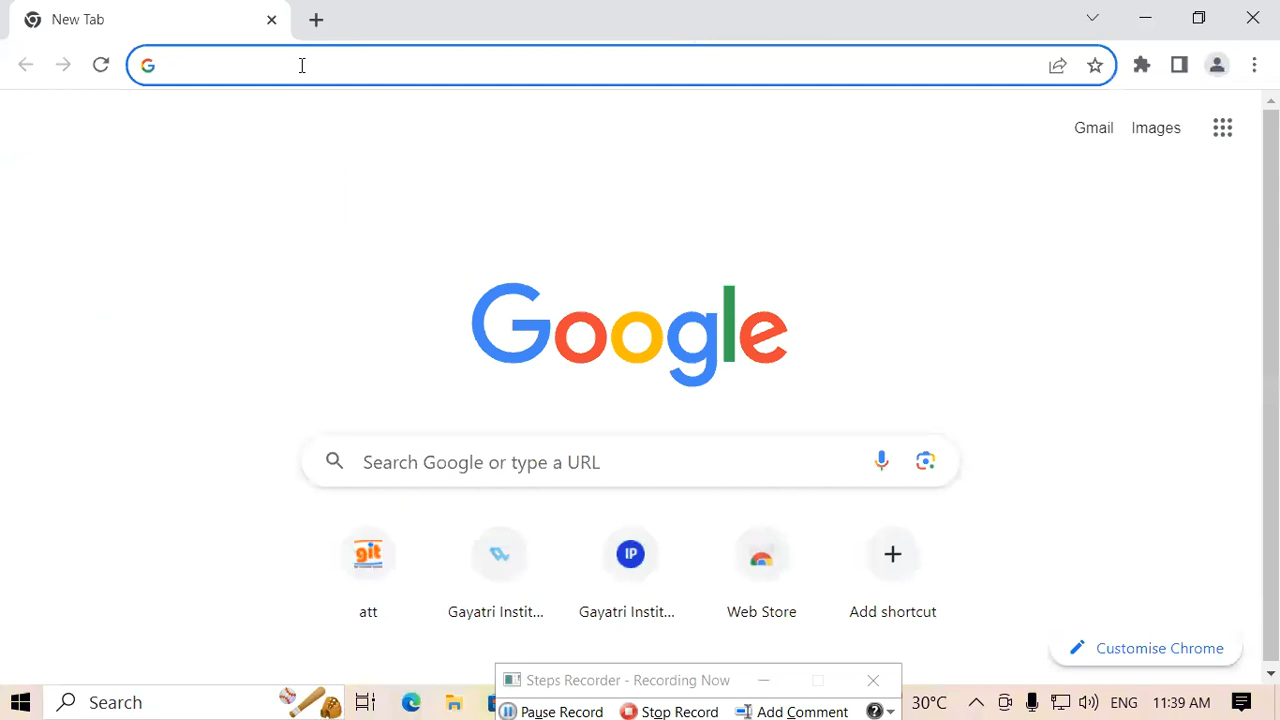 New Tab
Gmail Images
Google
Search Google or type a URL
git
IP
att
Gayatri Instit...
Gayatri Instit...
Web Store
Add shortcut
Customise Chrome
Steps Recorder - Recording Now
Search
30°C
ENG
11:39 AM
Pause Record
Stop Record
Add Comment